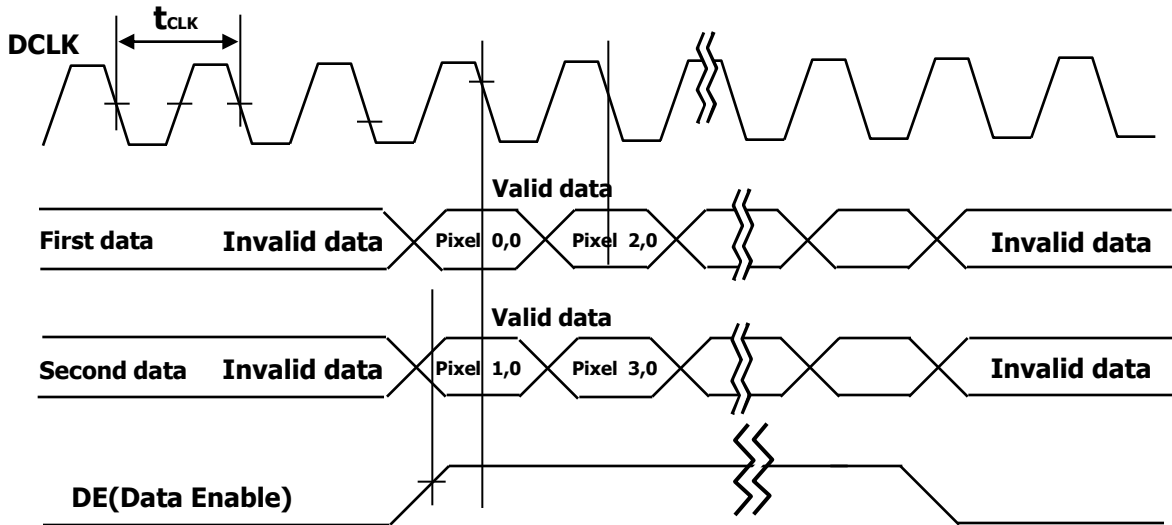 tCLK
DCLK
Valid data
First data Invalid data Pixel 0,0 Pixel 2,0 Invalid data
Valid data
Second data Invalid data Pixel 1,0 Pixel 3,0 Invalid data
DE(Data Enable)